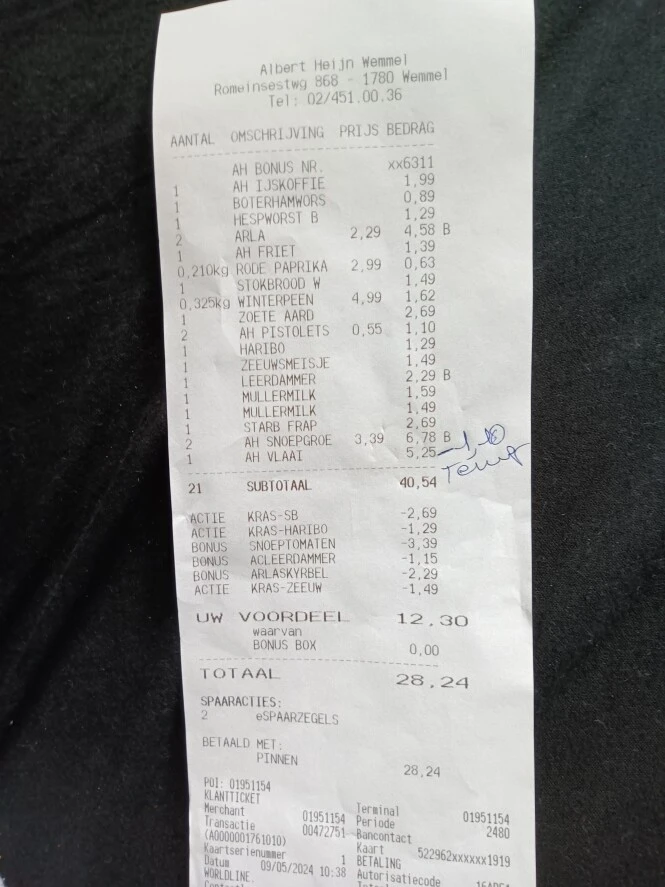 Albert Heijn Wemmel
Romeinsestwg 868 - 1780 Wemmel
Tel: 02/451.00.36
AANTAL OMSCHRIJVING PRIJS BEDRAG
AH BONUS NR. xx6311
1 AH IJSKOFFIE 1,99
1 BOTERHAMWORS 0,89
1 HESPWORST B 1,29
2 ARLA 2,29 4,58 B
1 AH FRIET 1,39
0,210kg RODE PAPRIKA 2,99 0,63
1 STOKBROOD W 1,49
0,325kg WINTERPEEN 4,99 1,62
1 ZOETE AARD 2,69
2 AH PISTOLETS 0,55 1,10
1 HARIBO 1,29
1 ZEEUWSMEISJE 1,49
1 LEERDAMMER 2,29 B
1 MULLERMILK 1,59
1 MULLERMILK 1,49
1 STARB FRAP 2,69
2 AH SNOEPGROE 3,39 6,78 B
1 AH VLAAI 5,25
21 SUBTOTAAL 40,54
ACTIE KRAS-SB -2,69
ACTIE KRAS-HARIBO -1,29
BONUS SNOEPTOMATEN -3,39
BONUS ACLEERDAMMER -1,15
BONUS ARLASKYRBEL -2,29
ACTIE KRAS-ZEEUW -1,49
UW VOORDEEL 12,30
waarvan
BONUS BOX 0,00
TOTAAL 28,24
SPAARACTIES:
2 eSPAARZEGELS
BETAALD MET:
PINNEN 28,24
POI: 01951154
KLANTTICKET
Merchant 01951154 Terminal 01951154
Transactie 00472751 Periode 2480
(A0000001761010) Bancontact
Kaartserienummer 1 Kaart 522962xxxxxx1919
Datum 09/05/2024 10:38 BETALING
WORLDLINE. Autorisatiecode